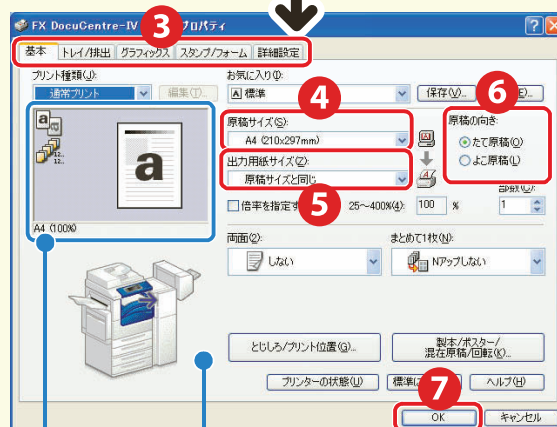 FX DocuCentre-IV プロパティ
3
基本 トレイ/排出 グラフィックス スタンプ/フォーム 詳細設定
プリント種類(J):
通常プリント
編集(T)...
お気に入り(I):
A 標準
保存(V)...
4
6
原稿サイズ(S):
A4 (210x297mm)
原稿の向き:
たて原稿(O)
よこ原稿(L)
出力用紙サイズ(Z):
原稿サイズと同じ
5
25~400%(4): 100 %
部数(C):
1
a
12..
12..
a
A4 (100%)
両面(2):
しない
まとめて1枚(N):
Nアップしない
とじしろ/プリント位置(G)...
製本/ポスター/
混在原稿/回転(K)...
プリンターの状態(U)
ヘルプ(H)
7
OK
キャンセル